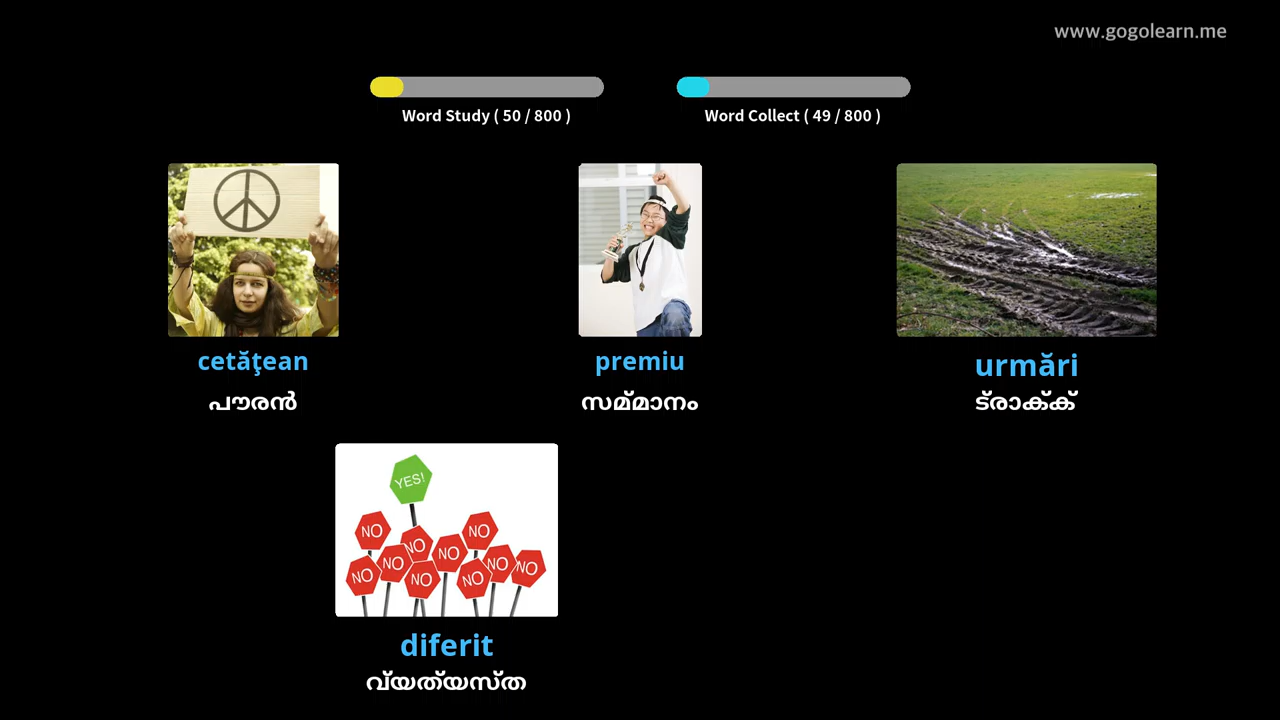 www.gogolearn.me
Word Study ( 50 / 800 )
Word Collect ( 49 / 800 )
cetăţean
premiu
urmări
പൗരൻ
സമ്മാനം
ട്രാക്ക്
YES!
NO
NO
NO
NO
NO
NO
NO
NO
NO
NO
diferit
വ്യത്യസ്ത